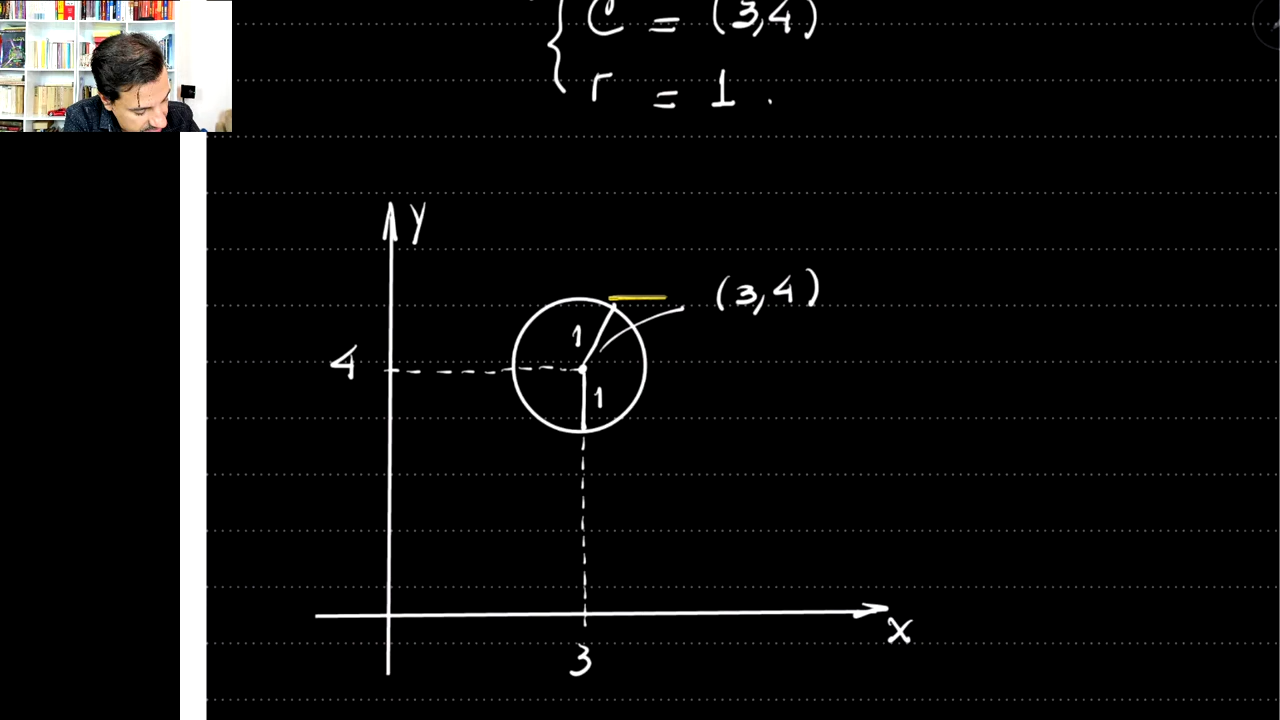 C = (3,4)
r = 1 .
y
(3,4)
1
4
1
x
3